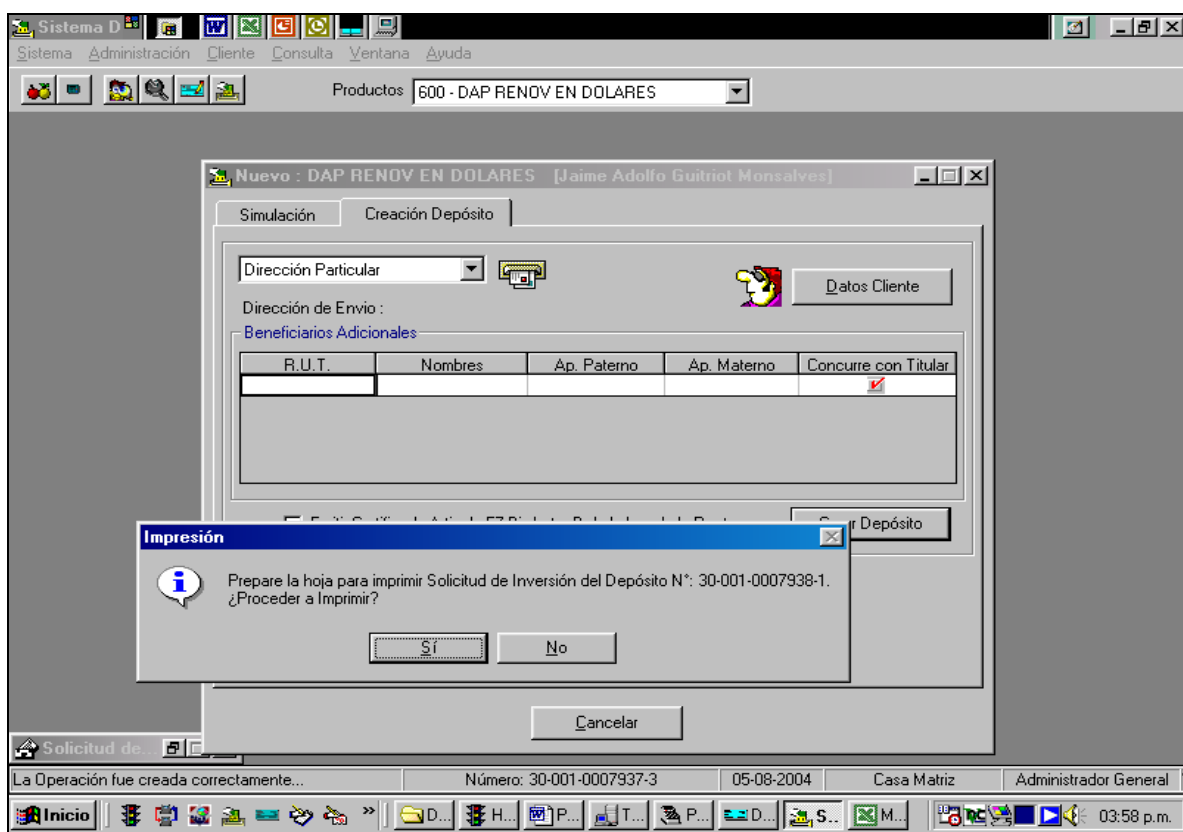 Sistema D
Sistema Administración Cliente Consulta Ventana Ayuda
Productos 600 - DAP RENOV EN DOLARES
Nuevo : DAP RENOV EN DOLARES [Jaime Adolfo Guitriot Monsalves]
Simulación Creación Depósito
Dirección Particular
Datos Cliente
Dirección de Envio :
Beneficiarios Adicionales
R.U.T. Nombres Ap. Paterno Ap. Materno Concurre con Titular
r Depósito
Impresión
Prepare la hoja para imprimir Solicitud de Inversión del Depósito N°: 30-001-0007938-1.
¿Proceder a Imprimir?
Sí No
Cancelar
Solicitud de...
La Operación fue creada correctamente... Número: 30-001-0007937-3 05-08-2004 Casa Matriz Administrador General
Inicio » D... H... P... T... P... D... S.. M... 03:58 p.m.